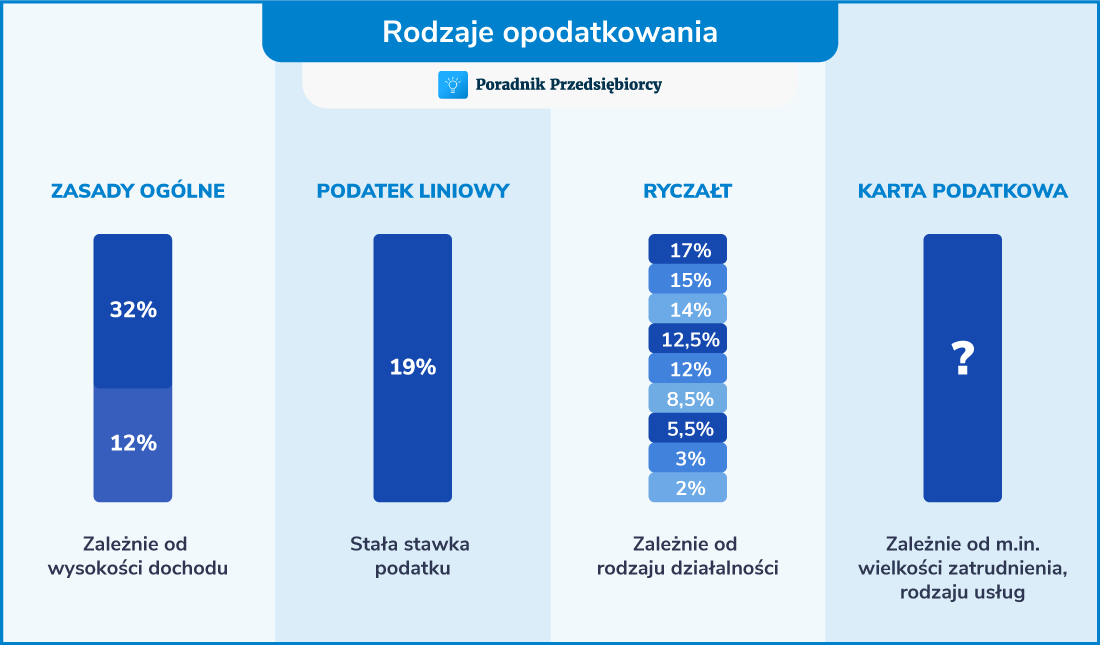 Rodzaje opodatkowania
Poradnik Przedsiębiorcy
ZASADY OGÓLNE
32%
12%
Zależnie od
wysokości dochodu
PODATEK LINIOWY
19%
Stała stawka
podatku
RYCZAŁT
17%
15%
14%
12,5%
12%
8,5%
5,5%
3%
2%
Zależnie od
rodzaju działalności
KARTA PODATKOWA
?
Zależnie od m.in.
wielkości zatrudnienia,
rodzaju usług